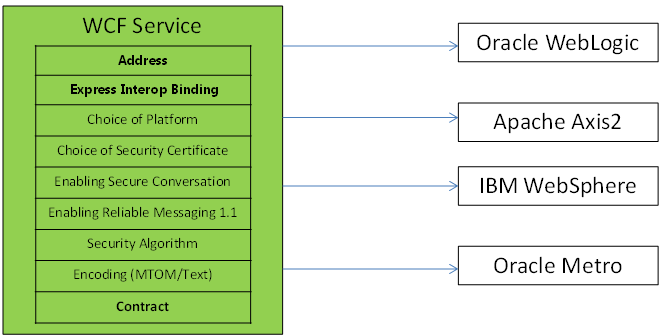 WCF Service
Address
Express Interop Binding
Choice of Platform
Choice of Security Certificate
Enabling Secure Conversation
Enabling Reliable Messaging 1.1
Security Algorithm
Encoding (MTOM/Text)
Contract
Oracle WebLogic
Apache Axis2
IBM WebSphere
Oracle Metro